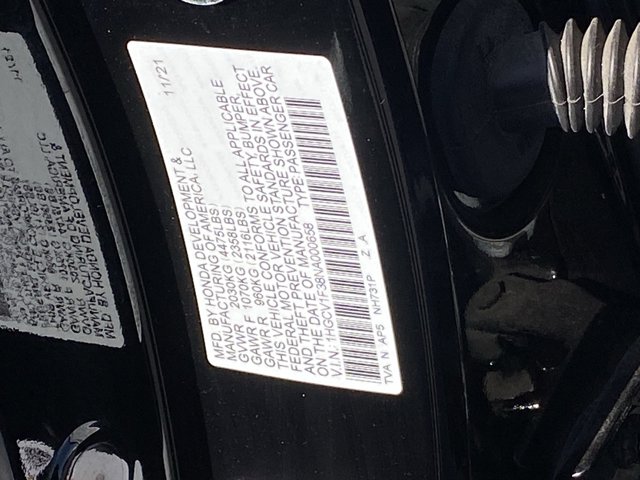 MFD. BY HONDA DEVELOPMENT &
MANUFACTURING OF AMERICA, LLC 11/21
GVWR 2030KG ( 4475LBS)
GAWR F 1070KG ( 2358LBS)
GAWR R 960KG ( 2116LBS)
THIS VEHICLE CONFORMS TO ALL APPLICABLE
FEDERAL MOTOR VEHICLE SAFETY, BUMPER,
AND THEFT PREVENTION STANDARDS IN EFFECT
ON THE DATE OF MANUFACTURE SHOWN ABOVE.
V.I.N.: 1HGCV1F38NA000658 TYPE: PASSENGER CAR
TVA N AP5 NH731P Z A